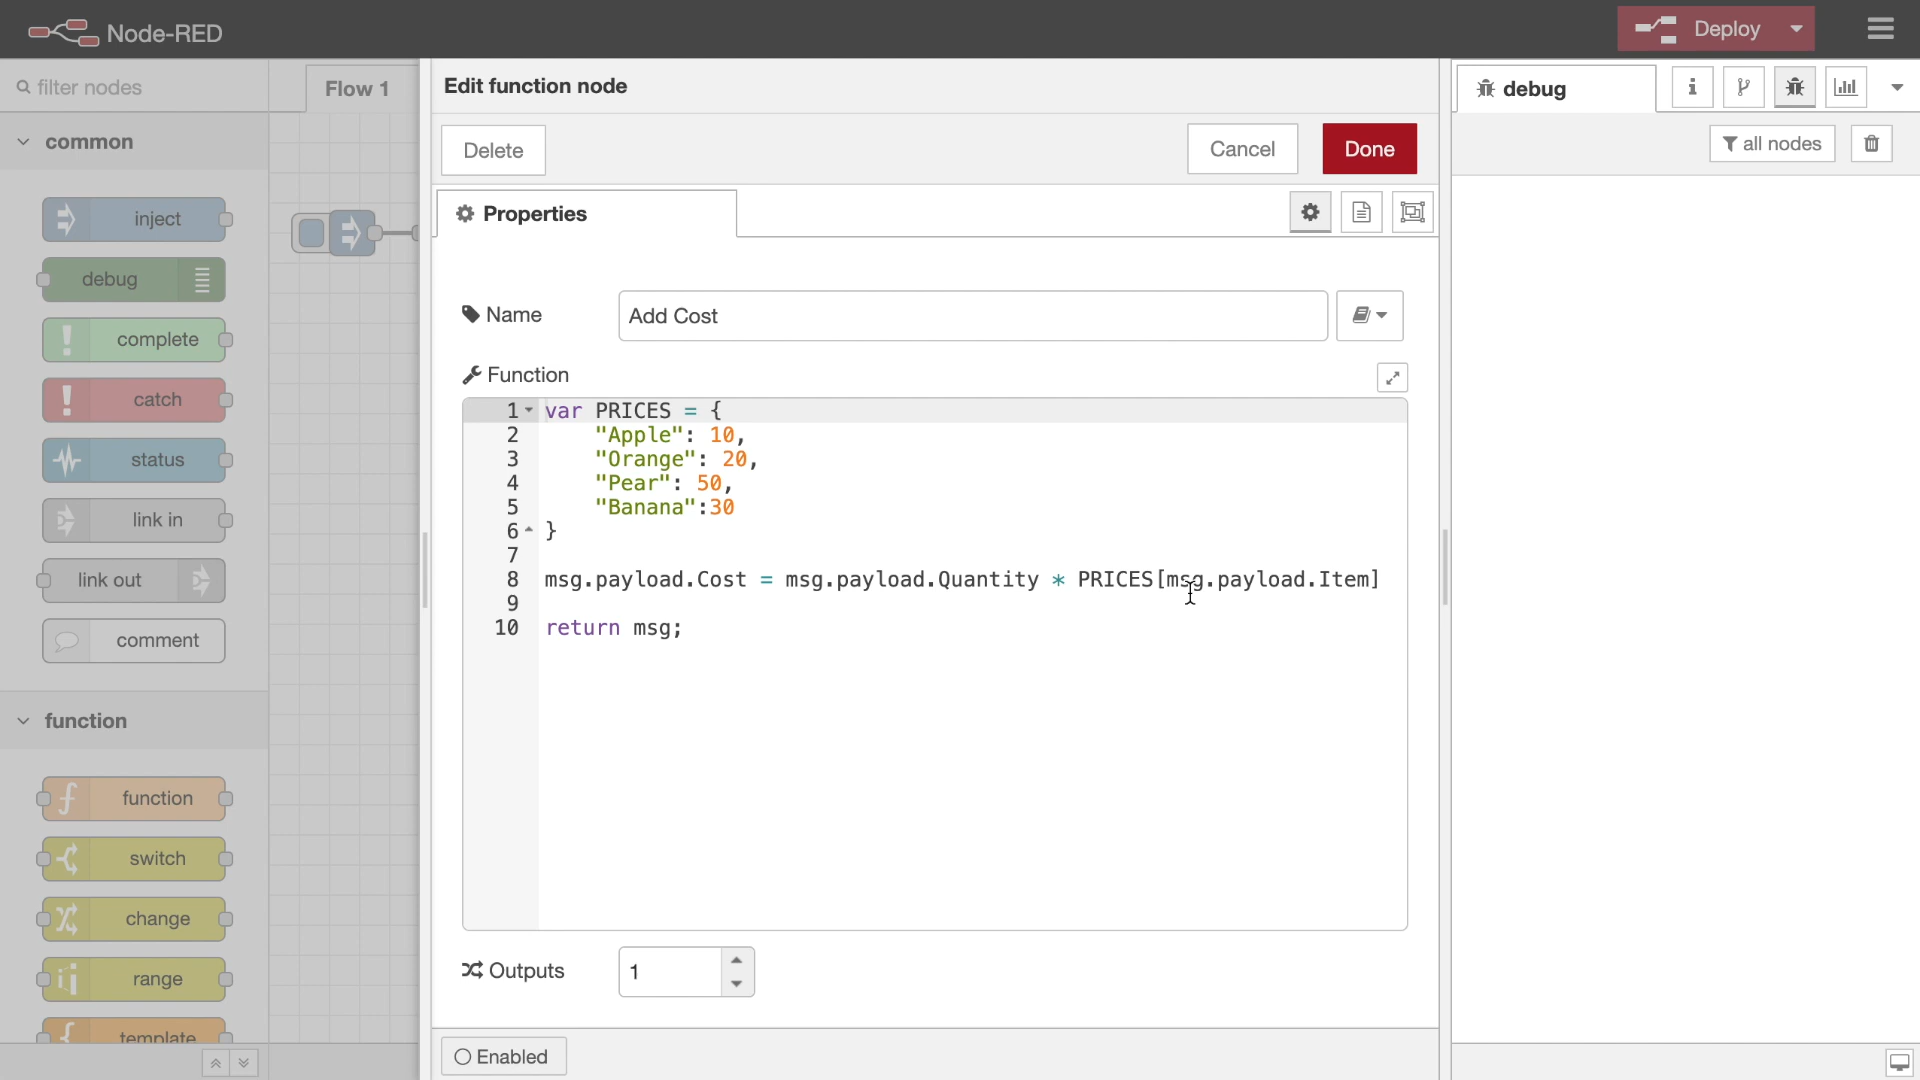 Node-RED
Deploy
filter nodes
Flow 1
Edit function node
debug
Delete
Cancel
Done
all nodes
common
Properties
inject
debug
complete
catch
status
link in
link out
comment
function
function
switch
change
range
template
Name
Add Cost
Function
1 var PRICES = {
2 "Apple": 10,
3 "Orange": 20,
4 "Pear": 50,
5 "Banana":30
6 }
7
8 msg.payload.Cost = msg.payload.Quantity * PRICES[msg.payload.Item]
9
10 return msg;
Outputs
1
Enabled